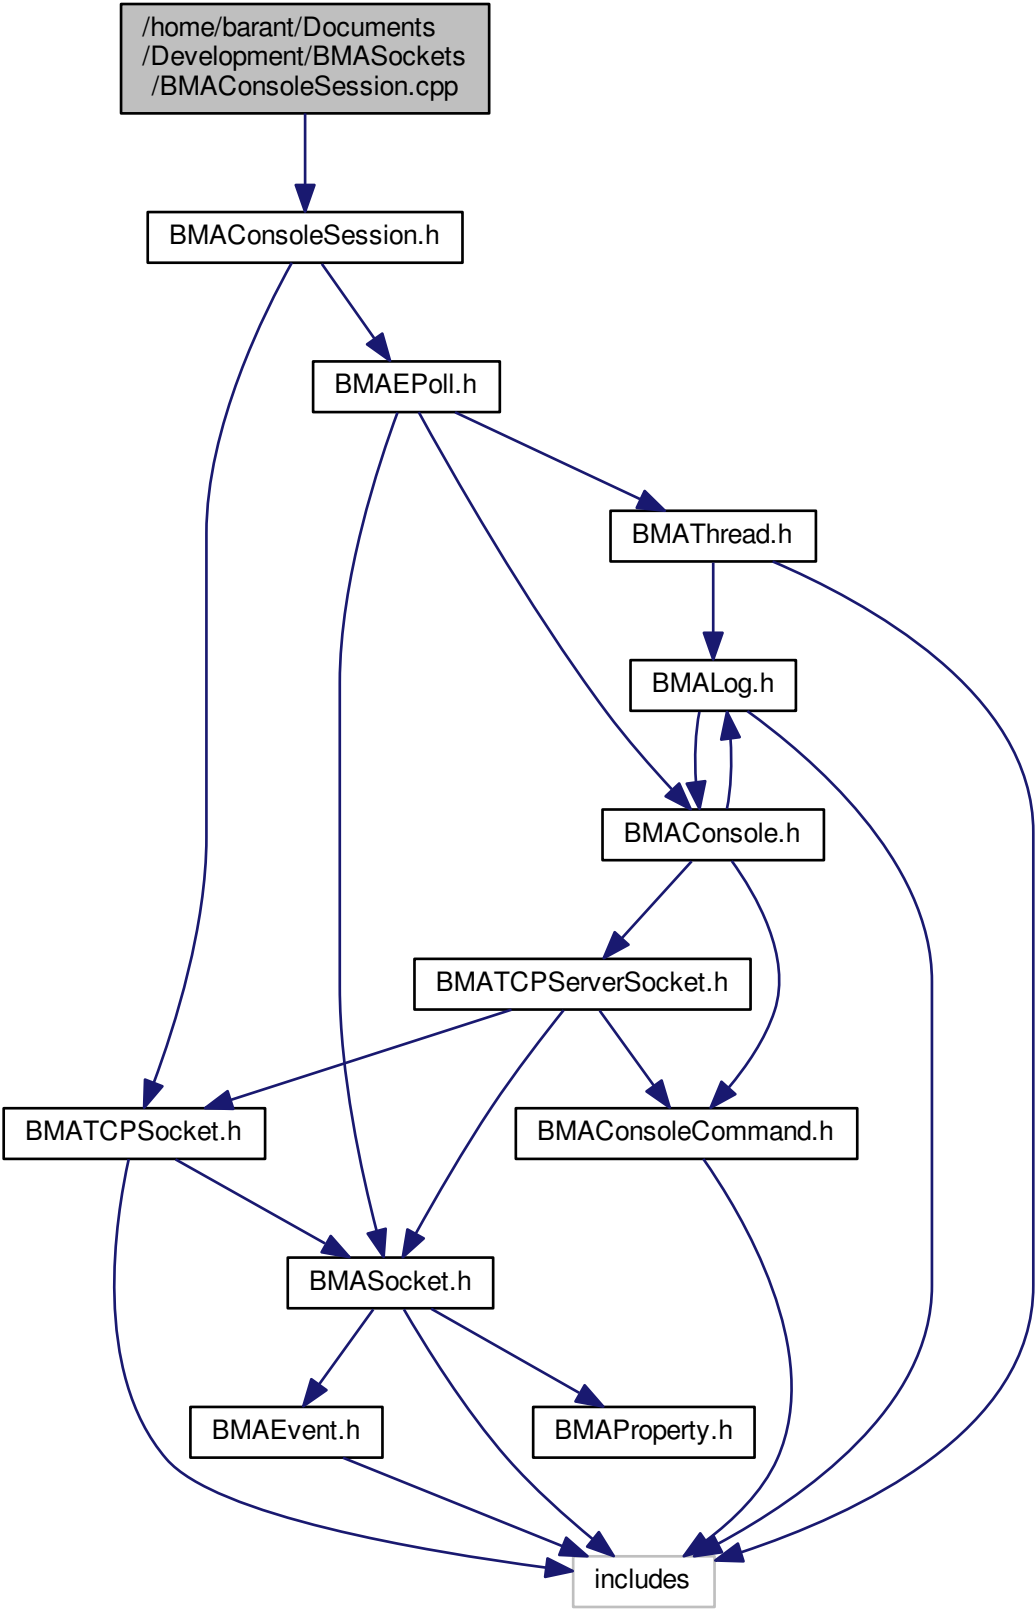 /home/barant/Documents
/Development/BMASockets
/BMAConsoleSession.cpp
BMAConsoleSession.h
BMAEPoll.h
BMAThread.h
BMALog.h
BMAConsole.h
BMATCPServerSocket.h
BMATCPSocket.h
BMAConsoleCommand.h
BMASocket.h
BMAEvent.h
BMAProperty.h
includes